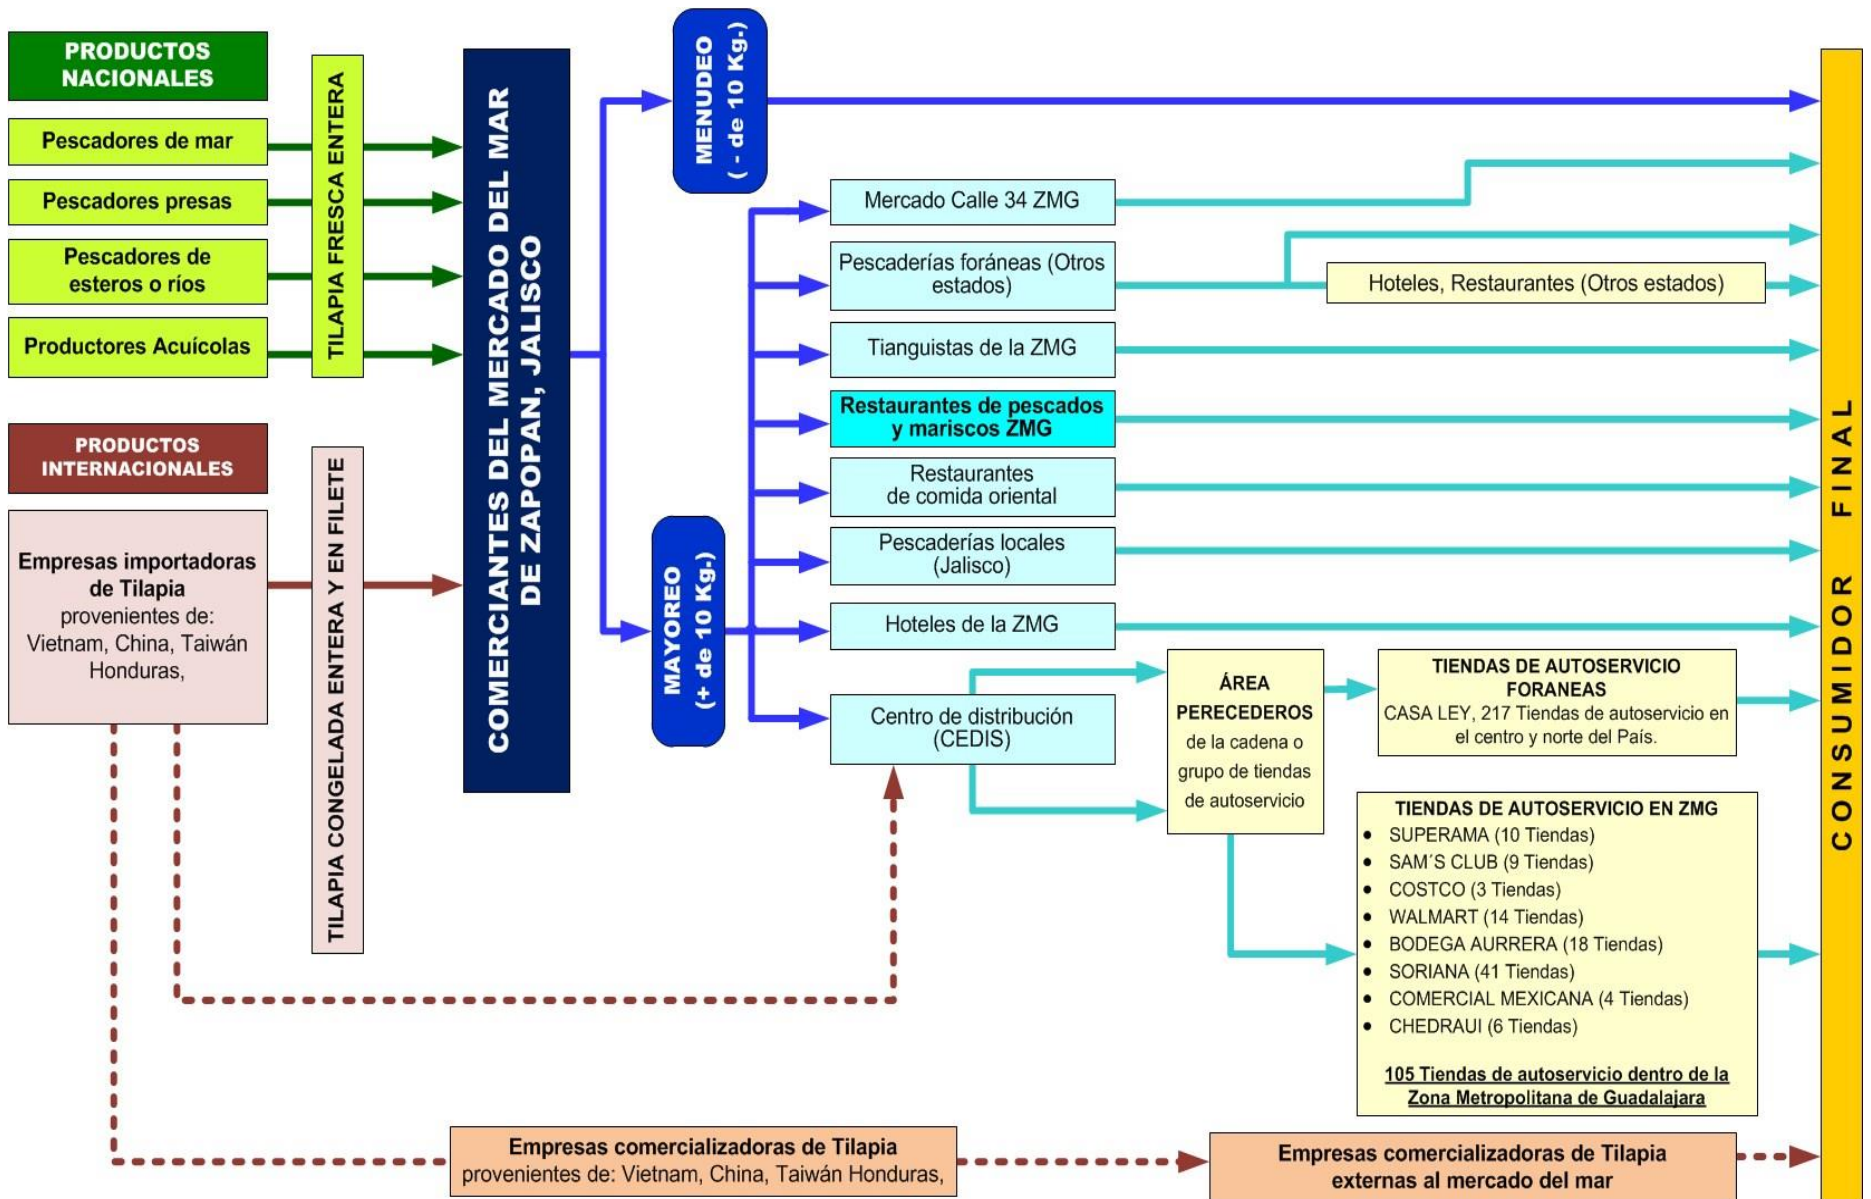 PRODUCTOS
NACIONALES
Pescadores de mar
Pescadores presas
Pescadores de
esteros o ríos
Productores Acuícolas
TILAPIA FRESCA ENTERA
PRODUCTOS
INTERNACIONALES
Empresas importadoras
de Tilapia
provenientes de:
Vietnam, China, Taiwán
Honduras,
TILAPIA CONGELADA ENTERA Y EN FILETE
COMERCIANTES DEL MERCADO DEL MAR
DE ZAPOPAN, JALISCO
MENUDEO
( - de 10 Kg.)
MAYOREO
(+ de 10 Kg.)
Mercado Calle 34 ZMG
Pescaderías foráneas (Otros
estados)
Hoteles, Restaurantes (Otros estados)
Tianguistas de la ZMG
Restaurantes de pescados
y mariscos ZMG
Restaurantes
de comida oriental
Pescaderías locales
(Jalisco)
Hoteles de la ZMG
Centro de distribución
(CEDIS)
ÁREA
PERECEDEROS
de la cadena o
grupo de tiendas
de autoservicio
TIENDAS DE AUTOSERVICIO
FORANEAS
CASA LEY, 217 Tiendas de autoservicio en
el centro y norte del País.
TIENDAS DE AUTOSERVICIO EN ZMG
• SUPERAMA (10 Tiendas)
• SAM´S CLUB (9 Tiendas)
• COSTCO (3 Tiendas)
• WALMART (14 Tiendas)
• BODEGA AURRERA (18 Tiendas)
• SORIANA (41 Tiendas)
• COMERCIAL MEXICANA (4 Tiendas)
• CHEDRAUI (6 Tiendas)
105 Tiendas de autoservicio dentro de la
Zona Metropolitana de Guadalajara
Empresas comercializadoras de Tilapia
provenientes de: Vietnam, China, Taiwán Honduras,
Empresas comercializadoras de Tilapia
externas al mercado del mar
CONSUMIDOR FINAL